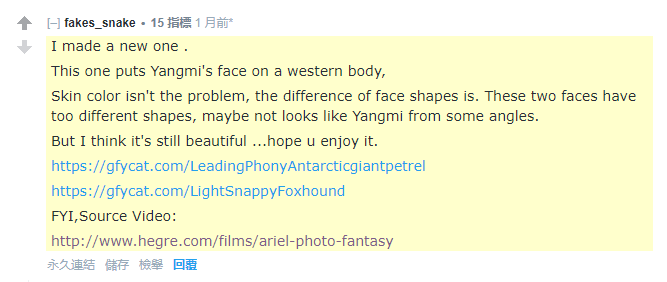 [–] fakes_snake • 15 指標 1 月前*
I made a new one .
This one puts Yangmi's face on a western body,
Skin color isn't the problem, the difference of face shapes is. These two faces have
too different shapes, maybe not looks like Yangmi from some angles.
But I think it's still beautiful ...hope u enjoy it.
https://gfycat.com/LeadingPhonyAntarcticgiantpetrel
https://gfycat.com/LightSnappyFoxhound
FYI,Source Video:
http://www.hegre.com/films/ariel-photo-fantasy
永久連結 儲存 檢舉 回覆